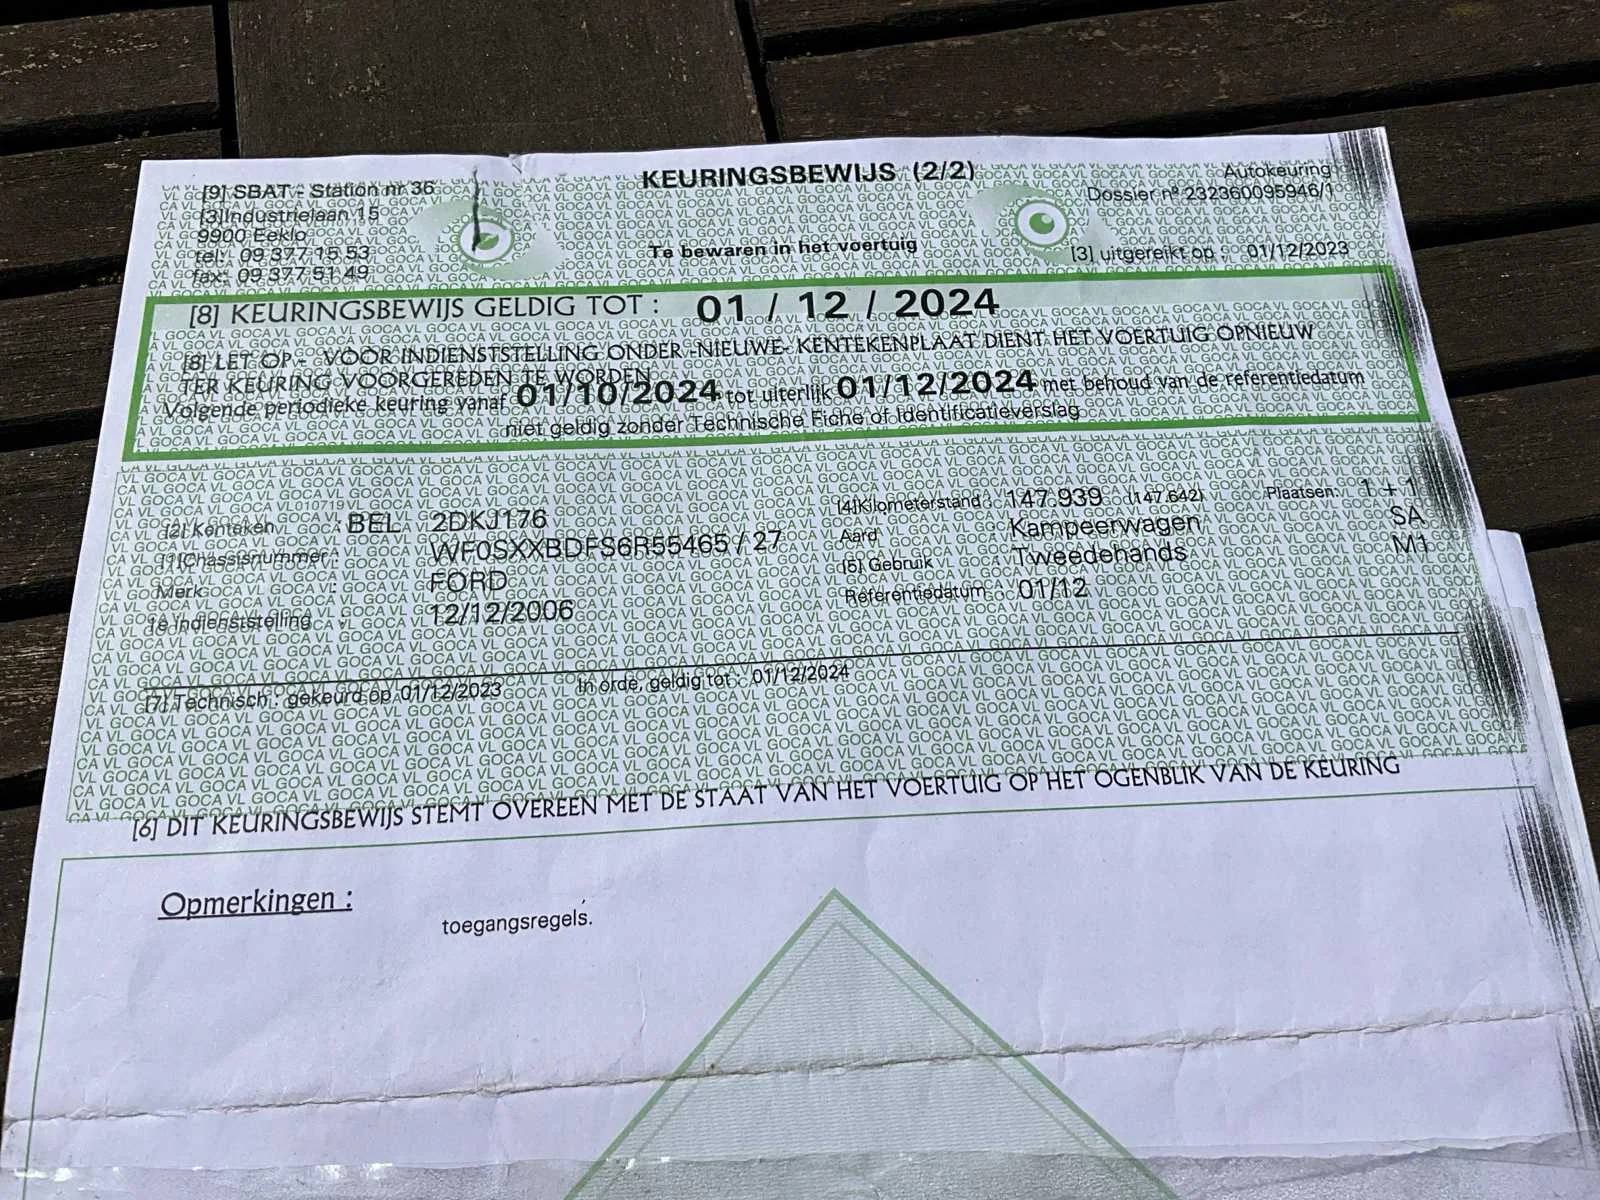 KEURINGSBEWIJS (2/2)
[9] SBAT - Station nr 36
[3] Industrielaan 15
9900 Eeklo
tel: 09 377 15 53
fax: 09 377 51 49
Te bewaren in het voertuig
Autokeuring
Dossier nº 232360095946/1
[3] uitgereikt op : 01/12/2023
[8] KEURINGSBEWIJS GELDIG TOT : 01 / 12 / 2024
[8] LET OP - VOOR INDIENSTSTELLING ONDER -NIEUWE- KENTEKENPLAAT DIENT HET VOERTUIG OPNIEUW
TER KEURING VOORGEREDEN TE WORDEN
Volgende periodieke keuring vanaf 01/10/2024 tot uiterlijk 01/12/2024 met behoud van de referentiedatum
niet geldig zonder Technische Fiche of Identificatieverslag
[2] Kenteken : BEL 2DKJ176
[1] Chassisnummer : WF0SXXBDFS6R55465 / 27
Merk : FORD
1e Indienststelling : 12/12/2006
[4] Kilometerstand : 147.939 (147.642)
Plaatsen: 1 + 1
Aard : Kampeerwagen
SA
[5] Gebruik : Tweedehands
M1
Referentiedatum : 01/12
[7] Technisch : gekeurd op 01/12/2023 In orde, geldig tot : 01/12/2024
[6] DIT KEURINGSBEWIJS STEMT OVEREEN MET DE STAAT VAN HET VOERTUIG OP HET OGENBLIK VAN DE KEURING
Opmerkingen :
toegangsregels.